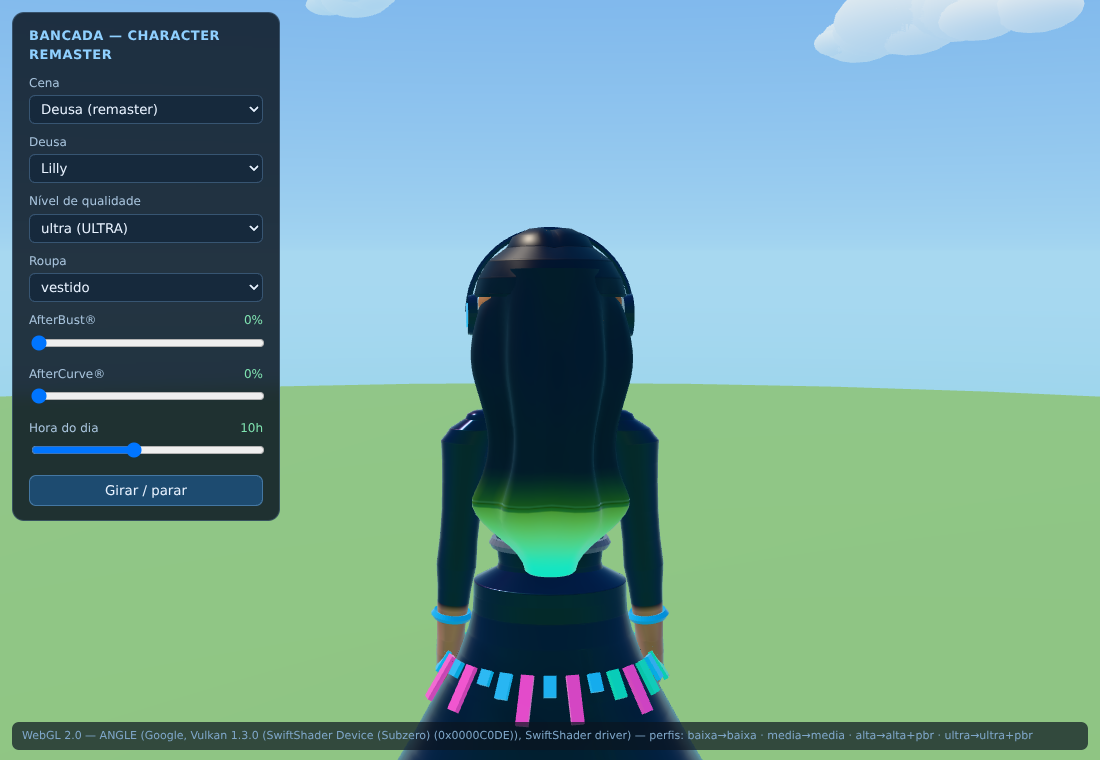 BANCADA — CHARACTER
REMASTER
Cena
Deusa (remaster)
Deusa
Lilly
Nível de qualidade
ultra (ULTRA)
Roupa
vestido
AfterBust® 0%
AfterCurve® 0%
Hora do dia 10h
Girar / parar
WebGL 2.0 — ANGLE (Google, Vulkan 1.3.0 (SwiftShader Device (Subzero) (0x0000C0DE)), SwiftShader driver) — perfis: baixa→baixa · media→media · alta→alta+pbr · ultra→ultra+pbr